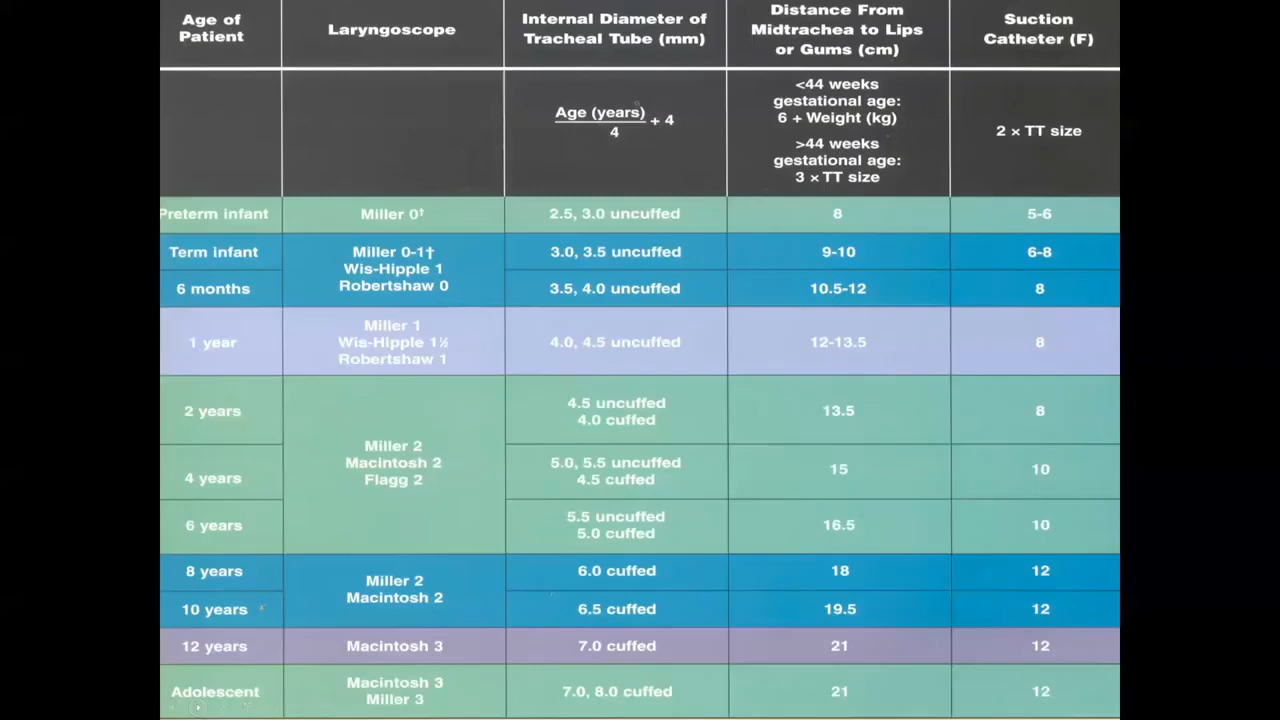 Age of
Patient
Laryngoscope
Internal Diameter of
Tracheal Tube (mm)
Distance From
Midtrachea to Lips
or Gums (cm)
Suction
Catheter (F)
Age (years)
4
+ 4
<44 weeks
gestational age:
6 + Weight (kg)
>44 weeks
gestational age:
3 × TT size
2 × TT size
Preterm infant
Miller 0†
2.5, 3.0 uncuffed
8
5-6
Term infant
Miller 0-1†
Wis-Hipple 1
Robertshaw 0
3.0, 3.5 uncuffed
9-10
6-8
6 months
3.5, 4.0 uncuffed
10.5-12
8
1 year
Miller 1
Wis-Hipple 1½
Robertshaw 1
4.0, 4.5 uncuffed
12-13.5
8
2 years
Miller 2
Macintosh 2
Flagg 2
4.5 uncuffed
4.0 cuffed
13.5
8
4 years
5.0, 5.5 uncuffed
4.5 cuffed
15
10
6 years
5.5 uncuffed
5.0 cuffed
16.5
10
8 years
Miller 2
Macintosh 2
6.0 cuffed
18
12
10 years
6.5 cuffed
19.5
12
12 years
Macintosh 3
7.0 cuffed
21
12
Adolescent
Macintosh 3
Miller 3
7.0, 8.0 cuffed
21
12